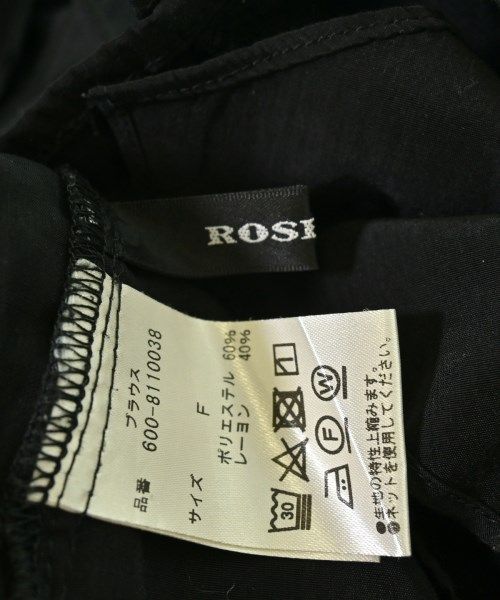 ROSE
ブラウス
品番 600-8110038
サイズ F
ポリエステル 60%
レーヨン 40%
30
F
W
●生地の特性上縮みます。
●ネットを使用してください。